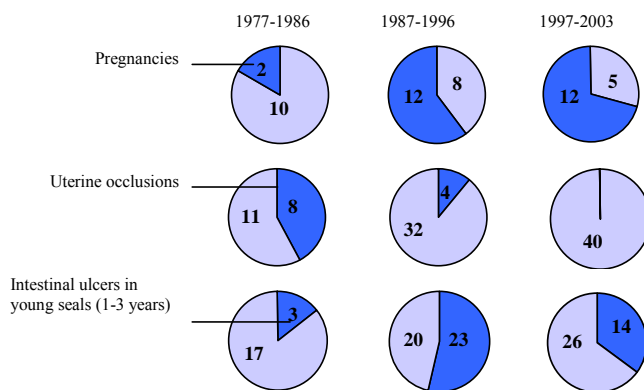 1977-1986 1987-1996 1997-2003
Pregnancies
2 10 12 8 12 5
Uterine occlusions
11 8 4 32 40
Intestinal ulcers in
young seals (1-3 years)
3 17 20 23 14 26